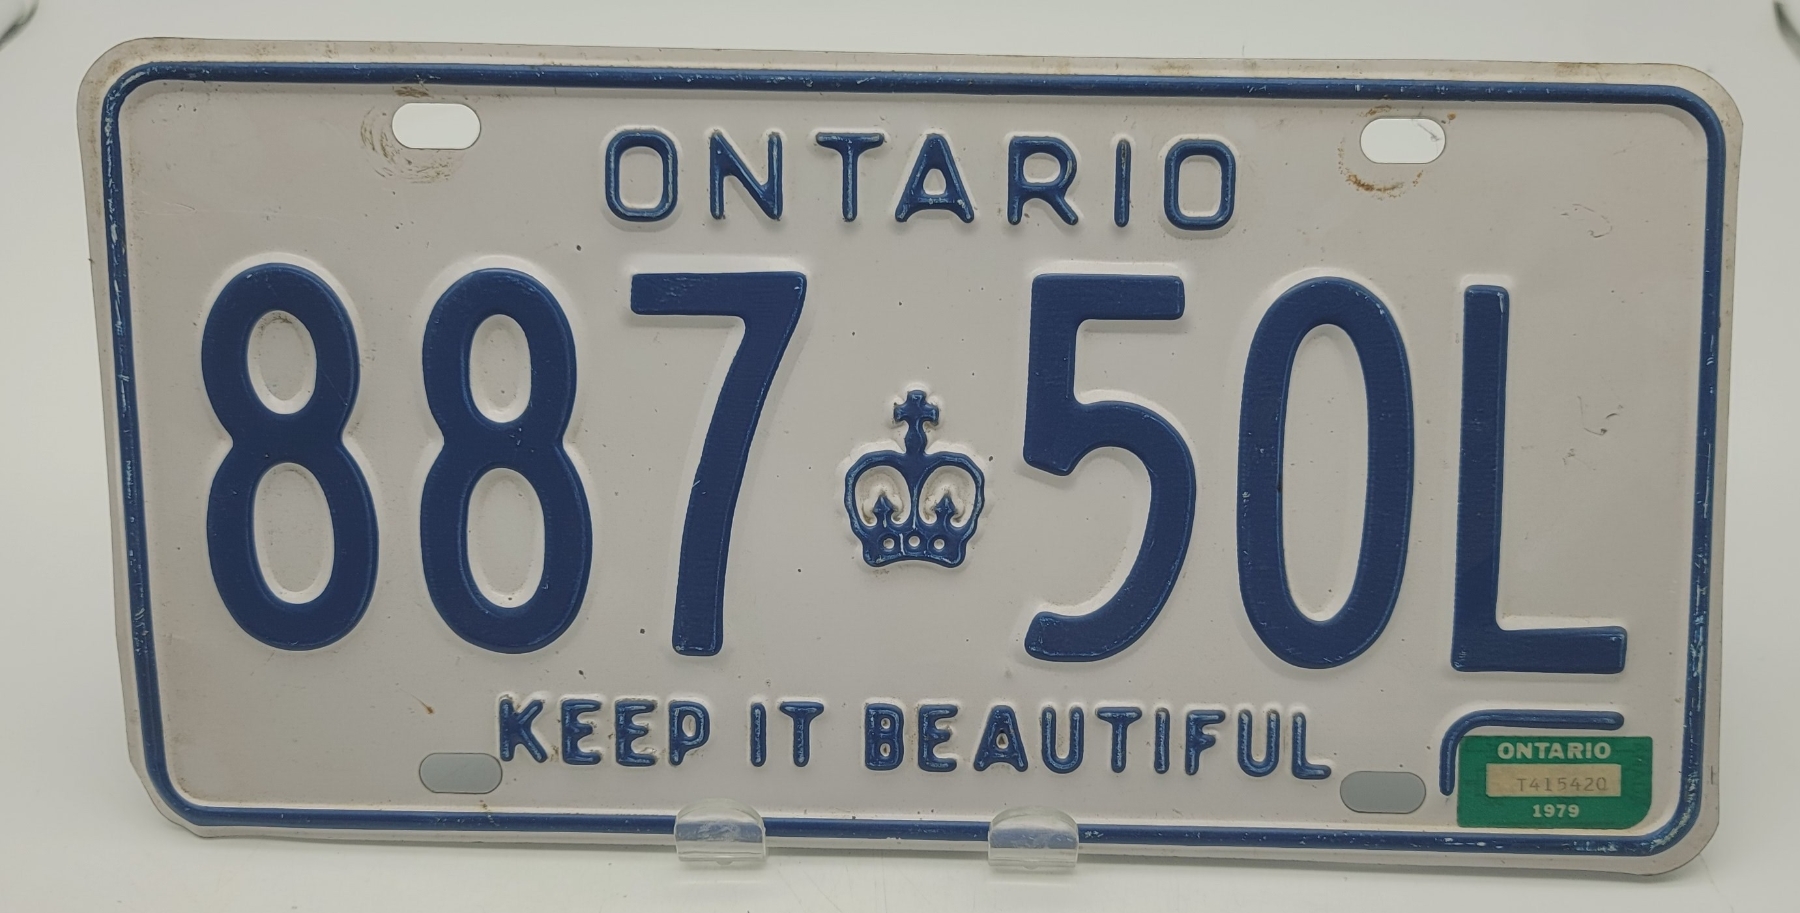 ONTARIO
887 50L
KEEP IT BEAUTIFUL
ONTARIO
T415420
1979